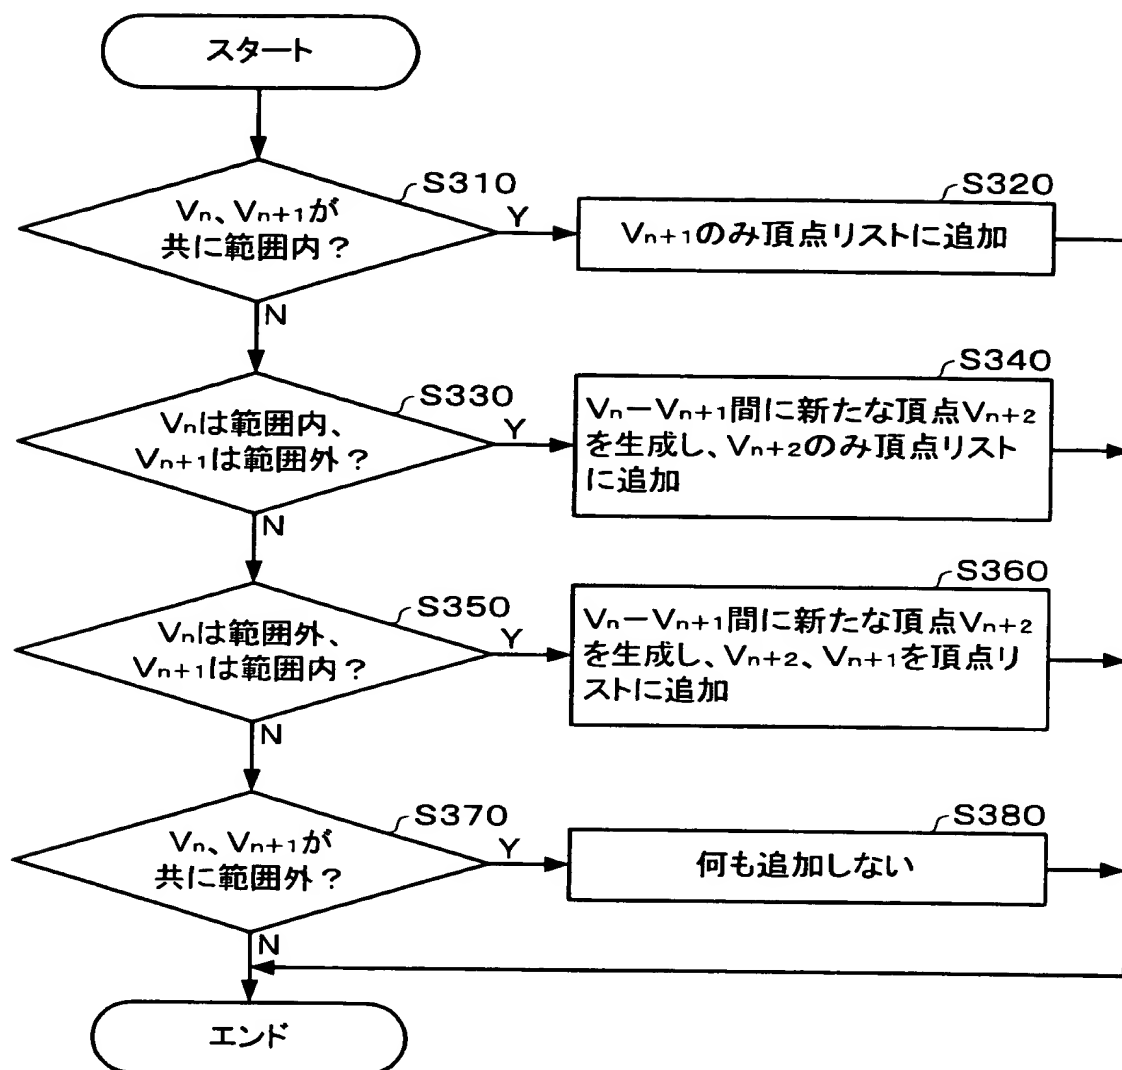 スタート
S310
Vn、Vn+1が
共に範囲内？
Y
N
S320
Vn+1のみ頂点リストに追加
S330
Vnは範囲内、
Vn+1は範囲外？
Y
N
S340
Vn−Vn+1間に新たな頂点Vn+2
を生成し、Vn+2のみ頂点リスト
に追加
S350
Vnは範囲外、
Vn+1は範囲内？
Y
N
S360
Vn−Vn+1間に新たな頂点Vn+2
を生成し、Vn+2、Vn+1を頂点リ
ストに追加
S370
Vn、Vn+1が
共に範囲外？
Y
N
S380
何も追加しない
エンド